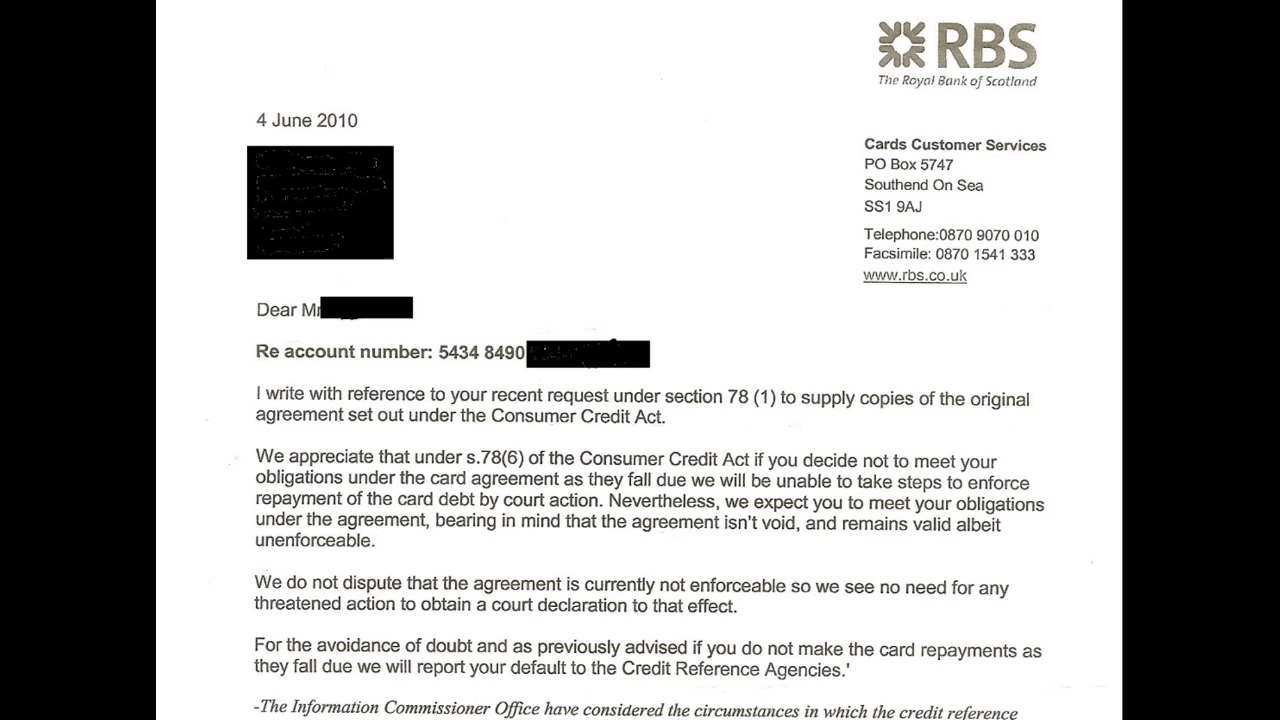 RBS
The Royal Bank of Scotland
4 June 2010
Cards Customer Services
PO Box 5747
Southend On Sea
SS1 9AJ
Telephone:0870 9070 010
Facsimile: 0870 1541 333
www.rbs.co.uk
Dear Mr
Re account number: 5434 8490
I write with reference to your recent request under section 78 (1) to supply copies of the original
agreement set out under the Consumer Credit Act.
We appreciate that under s.78(6) of the Consumer Credit Act if you decide not to meet your
obligations under the card agreement as they fall due we will be unable to take steps to enforce
repayment of the card debt by court action. Nevertheless, we expect you to meet your obligations
under the agreement, bearing in mind that the agreement isn't void, and remains valid albeit
unenforceable.
We do not dispute that the agreement is currently not enforceable so we see no need for any
threatened action to obtain a court declaration to that effect.
For the avoidance of doubt and as previously advised if you do not make the card repayments as
they fall due we will report your default to the Credit Reference Agencies.'
-The Information Commissioner Office have considered the circumstances in which the credit reference